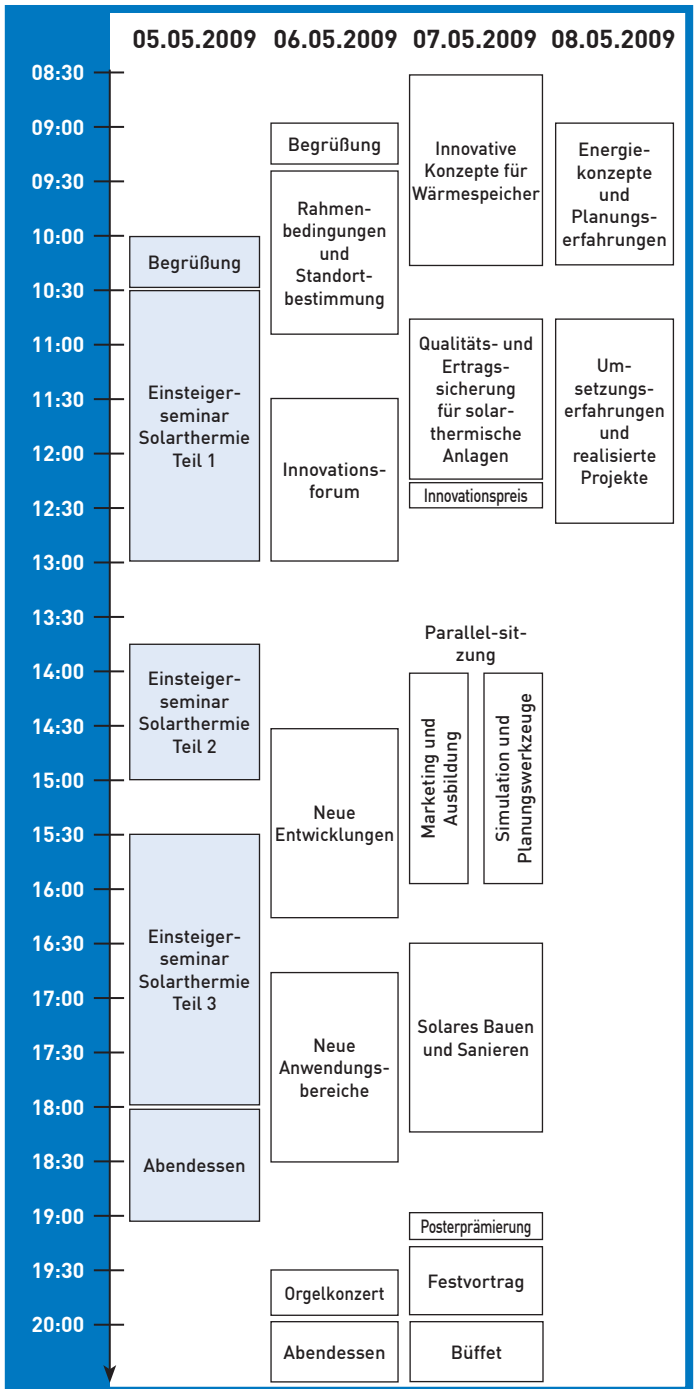 05.05.2009 06.05.2009 07.05.2009 08.05.2009
08:30
09:00
09:30
10:00
10:30
11:00
11:30
12:00
12:30
13:00
13:30
14:00
14:30
15:00
15:30
16:00
16:30
17:00
17:30
18:00
18:30
19:00
19:30
20:00
Begrüßung
Einsteiger-
seminar
Solarthermie
Teil 1
Einsteiger-
seminar
Solarthermie
Teil 2
Einsteiger-
seminar
Solarthermie
Teil 3
Abendessen
Begrüßung
Rahmen-
bedingungen
und
Standort-
bestimmung
Innovations-
forum
Neue
Entwicklungen
Neue
Anwendungs-
bereiche
Orgelkonzert
Abendessen
Innovative
Konzepte für
Wärmespeicher
Qualitäts- und
Ertrags-
sicherung
für solar-
thermische
Anlagen
Innovationspreis
Parallel-sit-
zung
Marketing und
Ausbildung
Simulation und
Planungswerkzeuge
Solares Bauen
und Sanieren
Posterprämierung
Festvortrag
Büffet
Energie-
konzepte
und
Planungs-
erfahrungen
Um-
setzungs-
erfahrungen
und
realisierte
Projekte